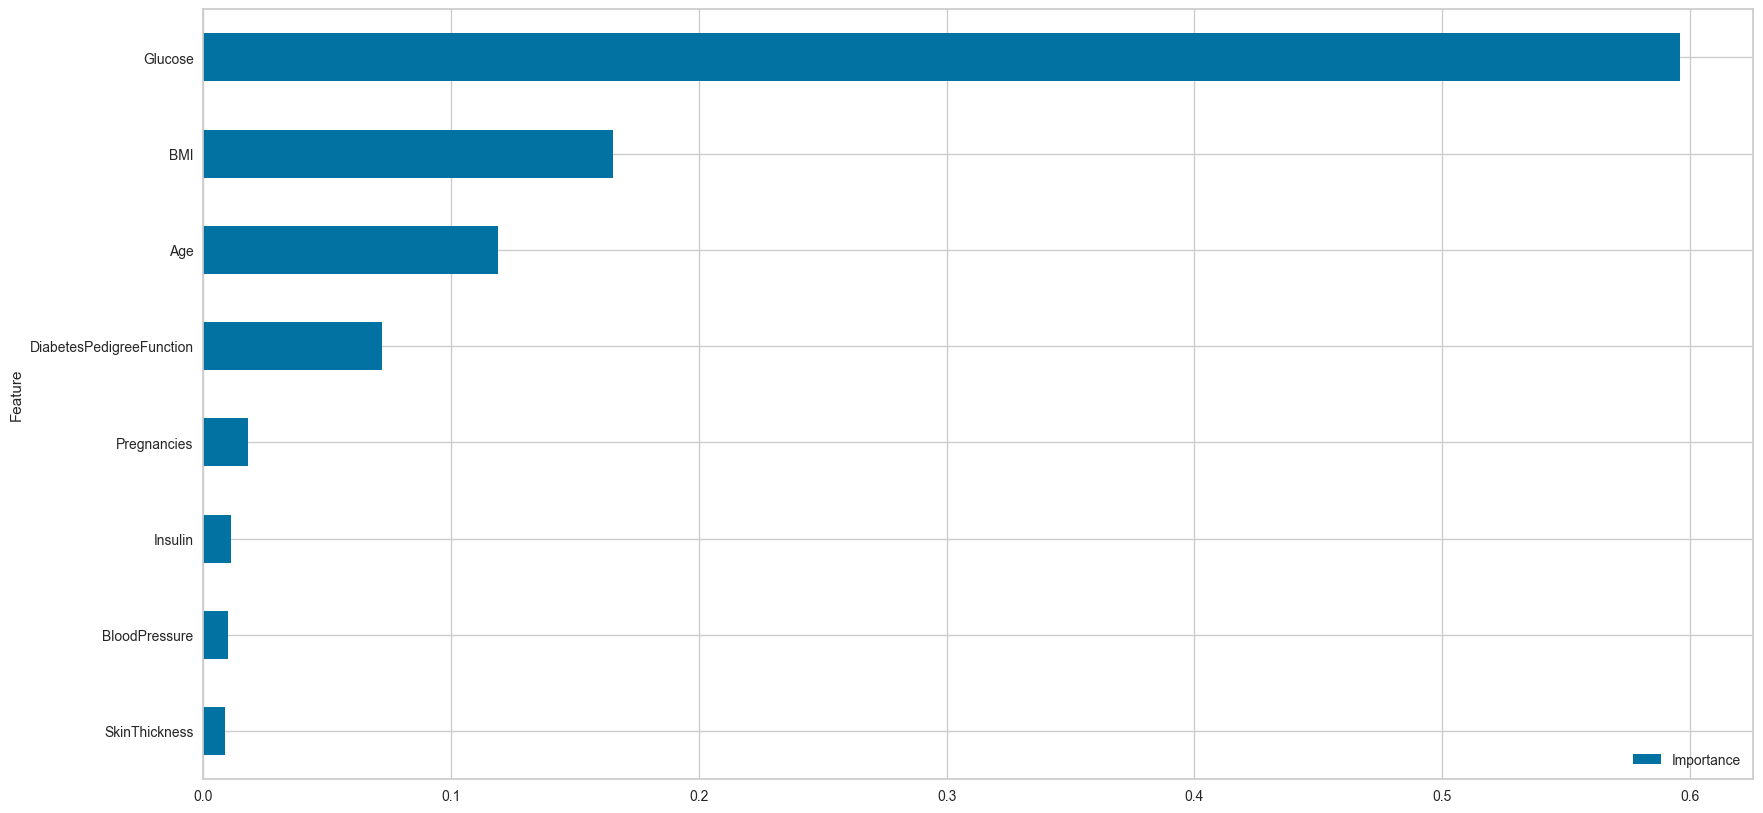 Glucose
BMI
Age
DiabetesPedigreeFunction
Feature
Pregnancies
Insulin
BloodPressure
SkinThickness
Importance
0.0 0.1 0.2 0.3 0.4 0.5 0.6